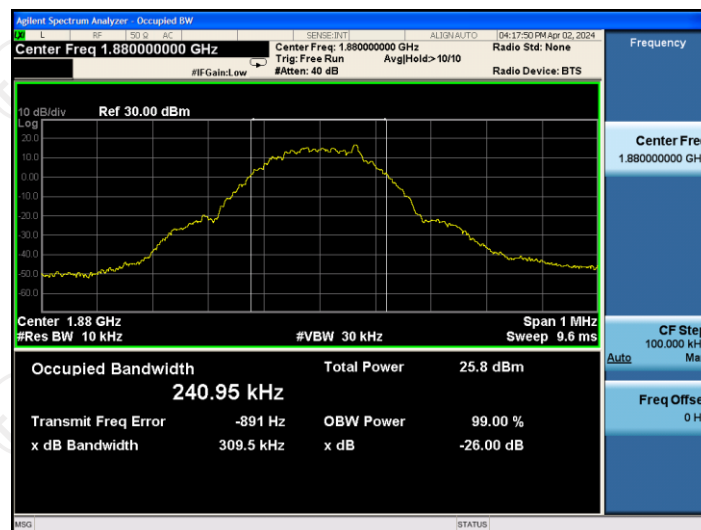 Agilent Spectrum Analyzer - Occupied BW
L RF 50 Ω AC SENSE:INT ALIGN AUTO 04:17:50 PM Apr 02, 2024
Center Freq 1.880000000 GHz
Center Freq: 1.880000000 GHz
Radio Std: None
Trig: Free Run
Avg|Hold:>10/10
#IFGain:Low
#Atten: 40 dB
Radio Device: BTS
Frequency
10 dB/div Ref 30.00 dBm
Log
20.0
10.0
0.00
-10.0
-20.0
-30.0
-40.0
-50.0
-60.0
Center Fre
1.880000000 GH
Center 1.88 GHz Span 1 MHz
#Res BW 10 kHz #VBW 30 kHz Sweep 9.6 ms
CF Ste
100.000 kH
Auto Ma
Occupied Bandwidth Total Power 25.8 dBm
240.95 kHz
Transmit Freq Error -891 Hz OBW Power 99.00 %
x dB Bandwidth 309.5 kHz x dB -26.00 dB
Freq Offse
0 H
MSG STATUS